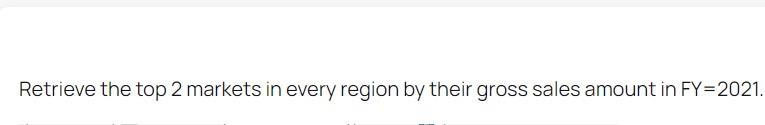 Retrieve the top 2 markets in every region by their gross sales amount in FY=2021.